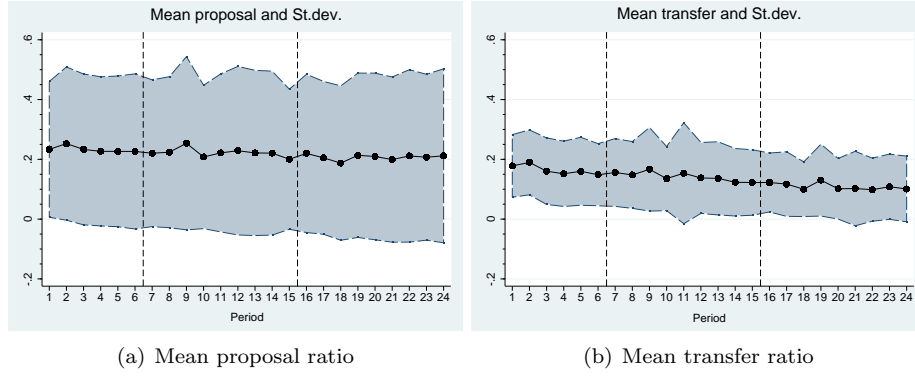 Mean proposal and St.dev.
.6
.4
.2
0
-.2
1 2 3 4 5 6 7 8 9 10 11 12 13 14 15 16 17 18 19 20 21 22 23 24
Period
(a) Mean proposal ratio
Mean transfer and St.dev.
.6
.4
.2
0
-.2
1 2 3 4 5 6 7 8 9 10 11 12 13 14 15 16 17 18 19 20 21 22 23 24
Period
(b) Mean transfer ratio